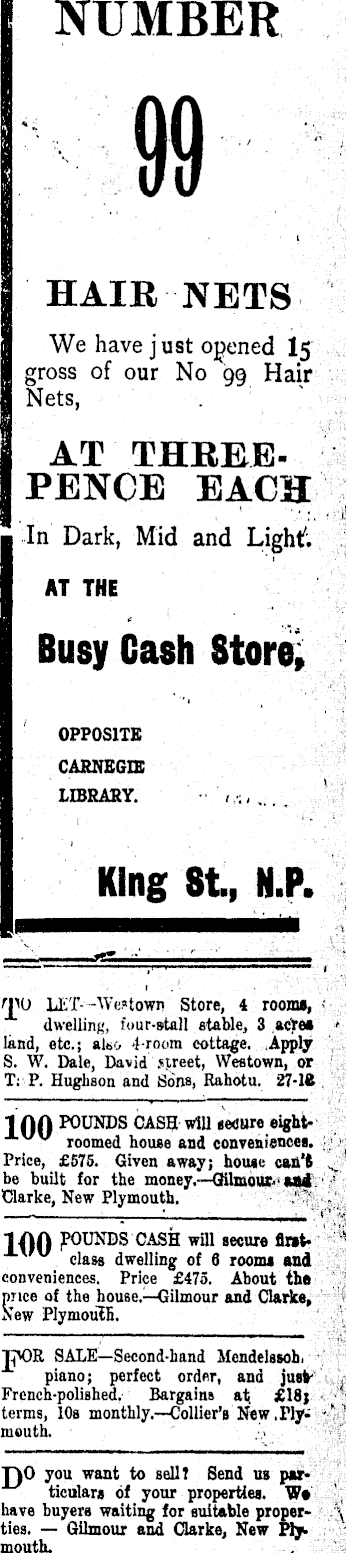 NUMBER
99
HAIR NETS
We have just opened 15
gross of our No 99 Hair
Nets,
AT THREE-
PENCE EACH
In Dark, Mid and Light.
AT THE
Busy Cash Store,
OPPOSITE
CARNEGIE
LIBRARY.
King St., N.P.
TO LET--Westown Store, 4 rooms,
dwelling, four-stall stable, 3 acres
land, etc.; also 4-room cottage. Apply
S. W. Dale, David street, Westown, or
T. P. Hughson and Sons, Rahotu. 27-12
100 POUNDS CASH will secure eight-
roomed house and conveniences.
Price, £575. Given away; house can't
be built for the money.—Gilmour and
Clarke, New Plymouth.
100 POUNDS CASH will secure first-
class dwelling of 6 rooms and
conveniences. Price £475. About the
price of the house.—Gilmour and Clarke,
New Plymouth.
FOR SALE—Second-hand Mendelssoh,
piano; perfect order, and just
French-polished. Bargains at £18;
terms, 10s monthly.—Collier's New Ply-
mouth.
DO you want to sell? Send us par-
ticulars of your properties. We
have buyers waiting for suitable proper-
ties. — Gilmour and Clarke, New Ply-
mouth.